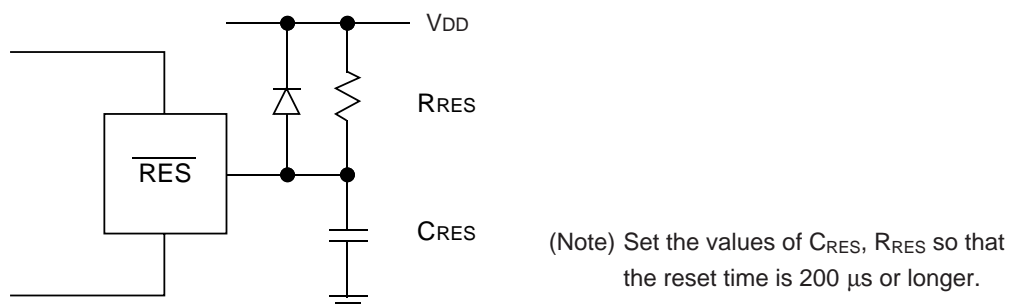 VDD
RRES
RES
CRES
(Note) Set the values of CRES, RRES so that
the reset time is 200 μs or longer.